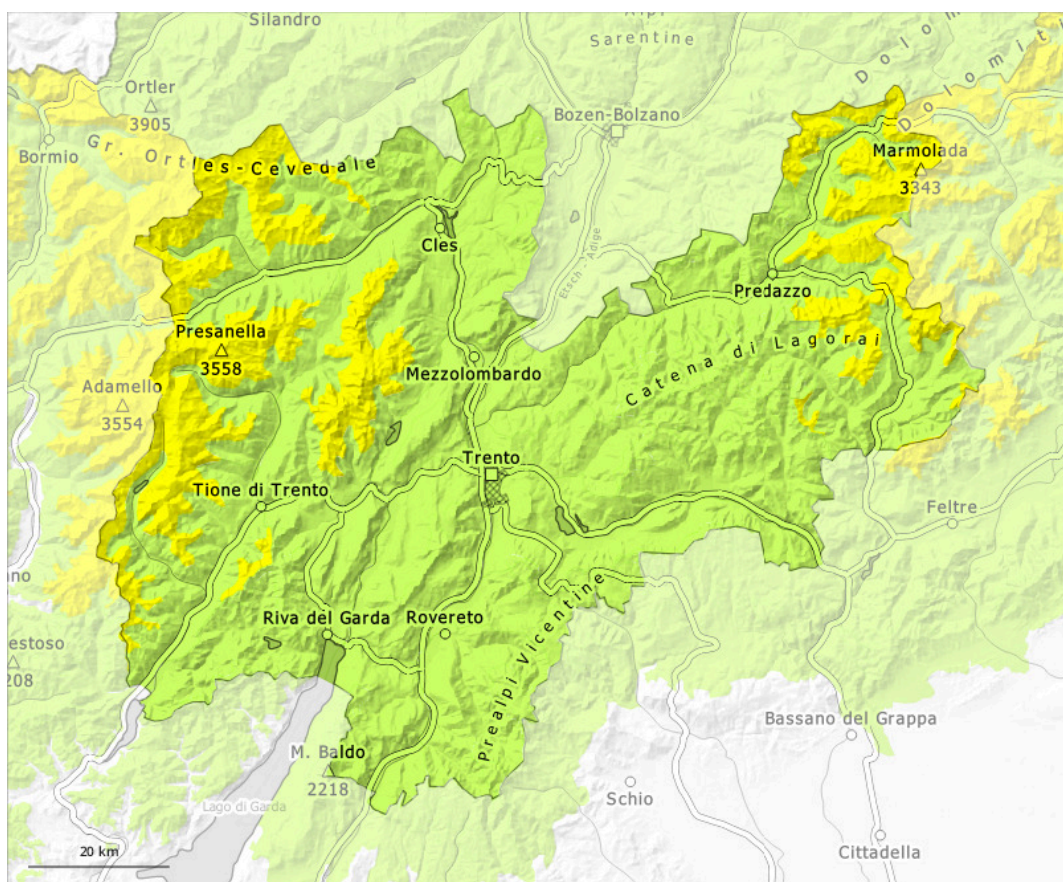 Silandro
Sarentine
Ortler
3905
Bozen-Bolzano
Bormio
Gr. Ortles-Cevedale
Dolomiti
Marmolada
3343
Cles
Etsch - Adige
Predazzo
Presanella
3558
Adamello
3554
Mezzolombardo
Catena di Lagorai
Trento
Tione di Trento
Feltre
Riva del Garda
Rovereto
estoso
208
Prealpi Vicentine
M. Baldo
2218
Bassano del Grappa
Lago di Garda
Schio
20 km
Cittadella